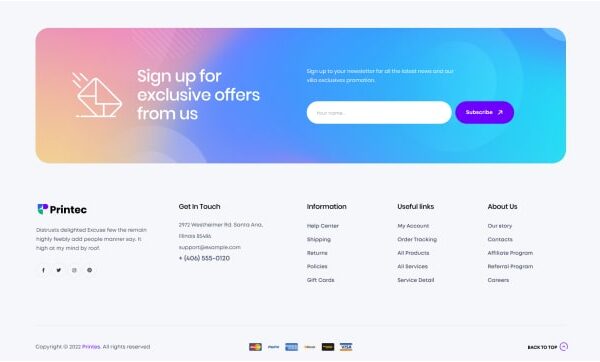 Sign up for
exclusive offers
from us
Sign up to your newsletter for all the latest news and our
villa exclusives promotion.
Your name...
Subscribe
Printec
Distrusts delighted Excuse few the remain
highly feebly add people manner say. It
high at my mind by roof.
Get In Touch
2972 Westheimer Rd. Santa Ana,
Illinois 85486
support@example.com
+ (406) 555-0120
Information
Help Center
Shipping
Returns
Policies
Gift Cards
Useful links
My Account
Order Tracking
All Products
All Services
Service Detail
About Us
Our story
Contacts
Affiliate Program
Referral Program
Careers
Copyright © 2022 Printec. All rights reserved
VISA
BACK TO TOP